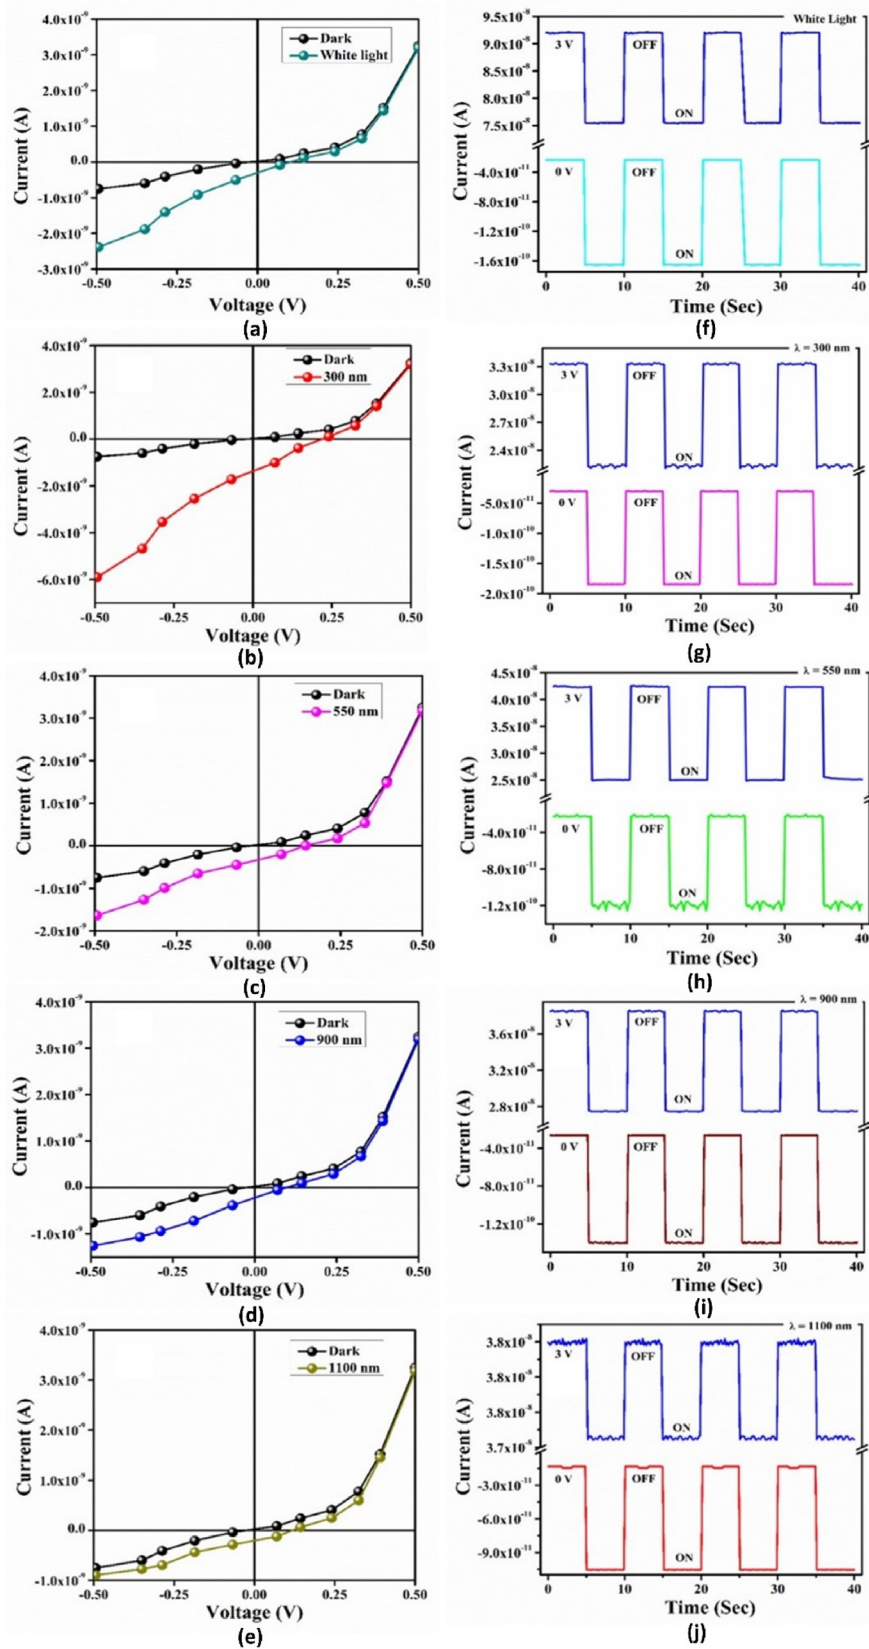 4.0x10⁻⁹
3.0x10⁻⁹
2.0x10⁻⁹
1.0x10⁻⁹
0.0
-1.0x10⁻⁹
-2.0x10⁻⁹
-3.0x10⁻⁹
Current (A)
Dark
White light
-0.50 -0.25 0.00 0.25 0.50
Voltage (V)
(a)
9.5x10⁻⁸
9.0x10⁻⁸
8.5x10⁻⁸
8.0x10⁻⁸
7.5x10⁻⁸
-4.0x10⁻¹¹
-8.0x10⁻¹¹
-1.2x10⁻¹⁰
-1.6x10⁻¹⁰
Current (A)
White Light
3 V OFF
ON
0 V OFF
ON
0 10 20 30 40
Time (Sec)
(f)
4.0x10⁻⁹
2.0x10⁻⁹
0.0
-2.0x10⁻⁹
-4.0x10⁻⁹
-6.0x10⁻⁹
Current (A)
Dark
300 nm
-0.50 -0.25 0.00 0.25 0.50
Voltage (V)
(b)
3.3x10⁻⁸
3.0x10⁻⁸
2.7x10⁻⁸
2.4x10⁻⁸
-5.0x10⁻¹¹
-1.0x10⁻¹⁰
-1.5x10⁻¹⁰
-2.0x10⁻¹⁰
Current (A)
λ = 300 nm
3 V OFF
ON
0 V OFF
ON
0 10 20 30 40
Time (Sec)
(g)
4.0x10⁻⁹
3.0x10⁻⁹
2.0x10⁻⁹
1.0x10⁻⁹
0.0
-1.0x10⁻⁹
-2.0x10⁻⁹
Current (A)
Dark
550 nm
-0.50 -0.25 0.00 0.25 0.50
Voltage (V)
(c)
4.5x10⁻⁸
4.0x10⁻⁸
3.5x10⁻⁸
3.0x10⁻⁸
2.5x10⁻⁸
-4.0x10⁻¹¹
-8.0x10⁻¹¹
-1.2x10⁻¹⁰
Current (A)
λ = 550 nm
3 V OFF
ON
0 V OFF
ON
0 10 20 30 40
Time (Sec)
(h)
4.0x10⁻⁹
3.0x10⁻⁹
2.0x10⁻⁹
1.0x10⁻⁹
0.0
-1.0x10⁻⁹
Current (A)
Dark
900 nm
-0.50 -0.25 0.00 0.25 0.50
Voltage (V)
(d)
3.6x10⁻⁸
3.2x10⁻⁸
2.8x10⁻⁸
-4.0x10⁻¹¹
-8.0x10⁻¹¹
-1.2x10⁻¹⁰
Current (A)
λ = 900 nm
3 V OFF
ON
0 V OFF
ON
0 10 20 30 40
Time (Sec)
(i)
4.0x10⁻⁹
3.0x10⁻⁹
2.0x10⁻⁹
1.0x10⁻⁹
0.0
-1.0x10⁻⁹
Current (A)
Dark
1100 nm
-0.50 -0.25 0.00 0.25 0.50
Voltage (V)
(e)
3.8x10⁻⁸
3.8x10⁻⁸
3.8x10⁻⁸
3.7x10⁻⁸
-3.0x10⁻¹¹
-6.0x10⁻¹¹
-9.0x10⁻¹¹
Current (A)
λ = 1100 nm
3 V OFF
ON
0 V OFF
ON
0 10 20 30 40
Time (Sec)
(j)